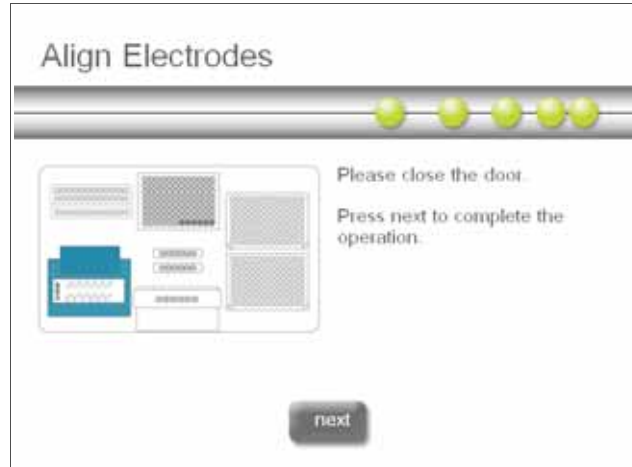 Align Electrodes
Please close the door.
Press next to complete the
operation.
next